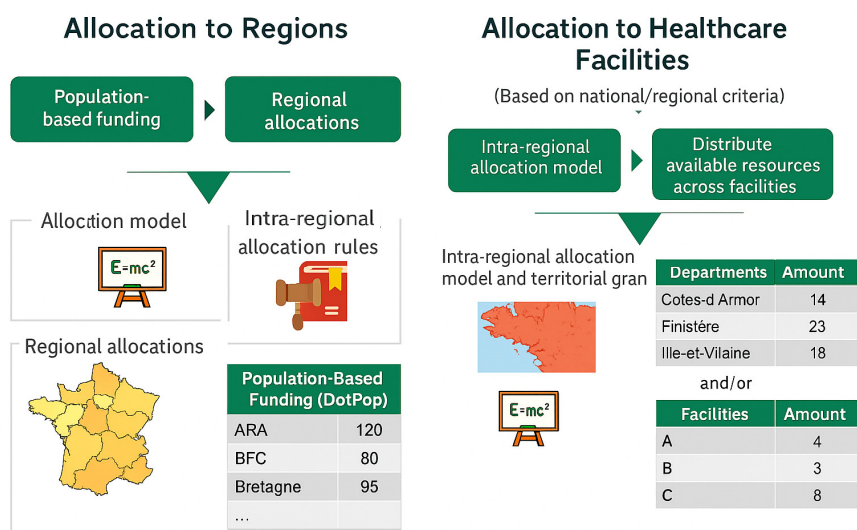 Allocation to Regions
Population-
based funding
Regional
allocations
Allocction model
E=mc²
Intra-regional
allocation rules
Regional allocations
Population-Based
Funding (DotPop)
ARA 120
BFC 80
Bretagne 95
...
Allocation to Healthcare
Facilities
(Based on national/regional criteria)
Intra-regional
allocation model
Distribute
available resources
across facilities
Intra-regional allocation
model and territorial gran
E=mc²
Departments Amount
Cotes-d Armor 14
Finistére 23
Ille-et-Vilaine 18
and/or
Facilities Amount
A 4
B 3
C 8